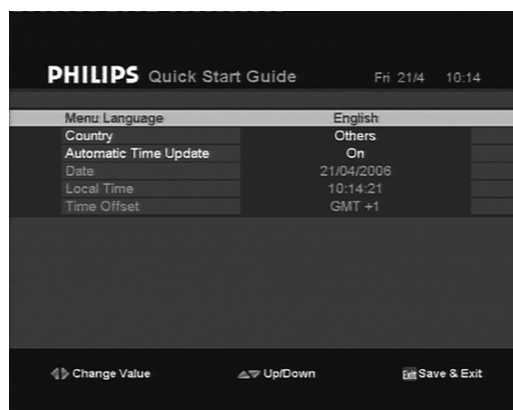 PHILIPS Quick Start Guide Fri 21/4 10:14
Menu Language English
Country Others
Automatic Time Update On
Date 21/04/2006
Local Time 10:14:21
Time Offset GMT +1
Change Value Up/Down Exit Save & Exit